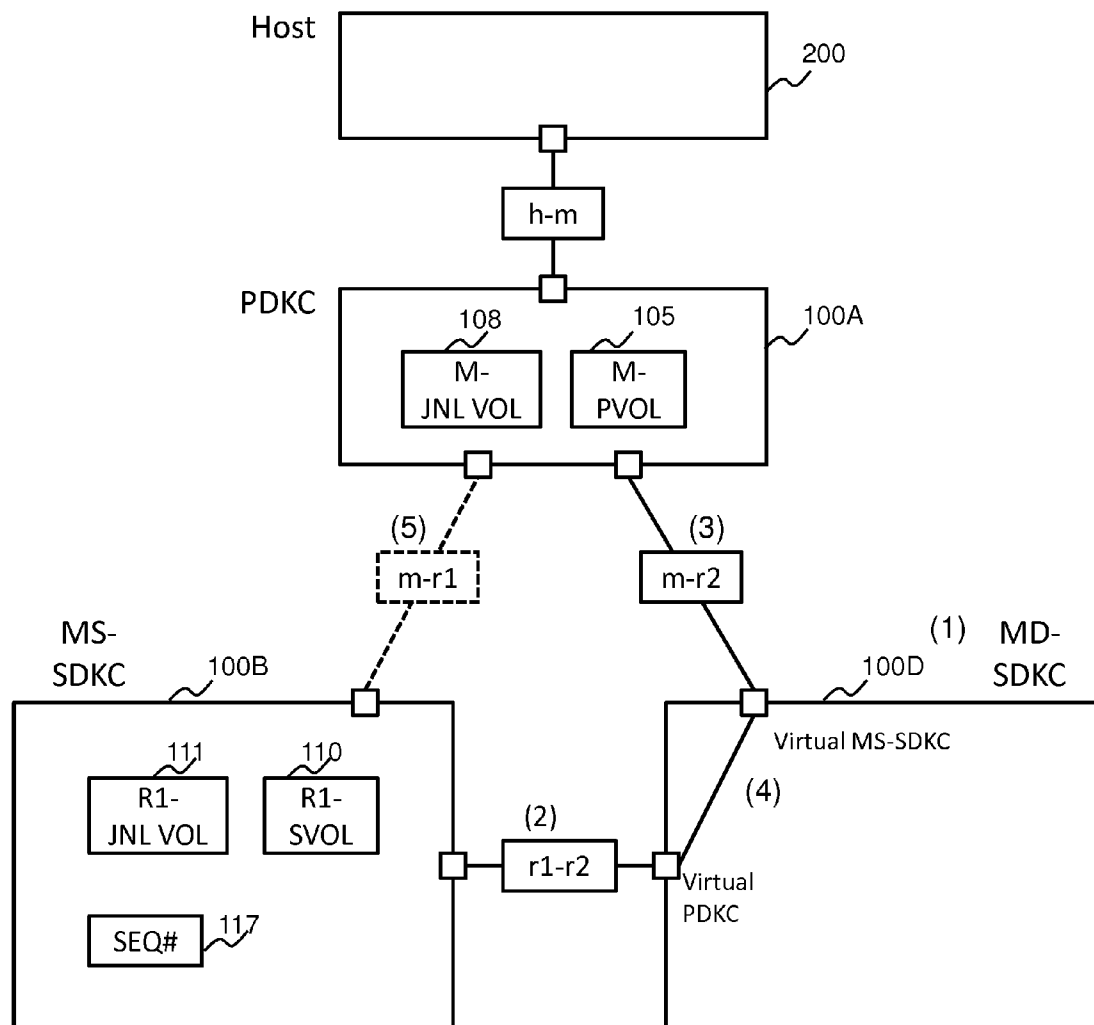 Host
200
h-m
PDKC
108
105
100A
M-
JNL VOL
M-
PVOL
(5)
(3)
m-r1
m-r2
MS-
SDKC
100B
(1)
MD-
SDKC
100D
Virtual MS-SDKC
111
110
R1-
JNL VOL
R1-
SVOL
(4)
(2)
r1-r2
Virtual
PDKC
SEQ#
117